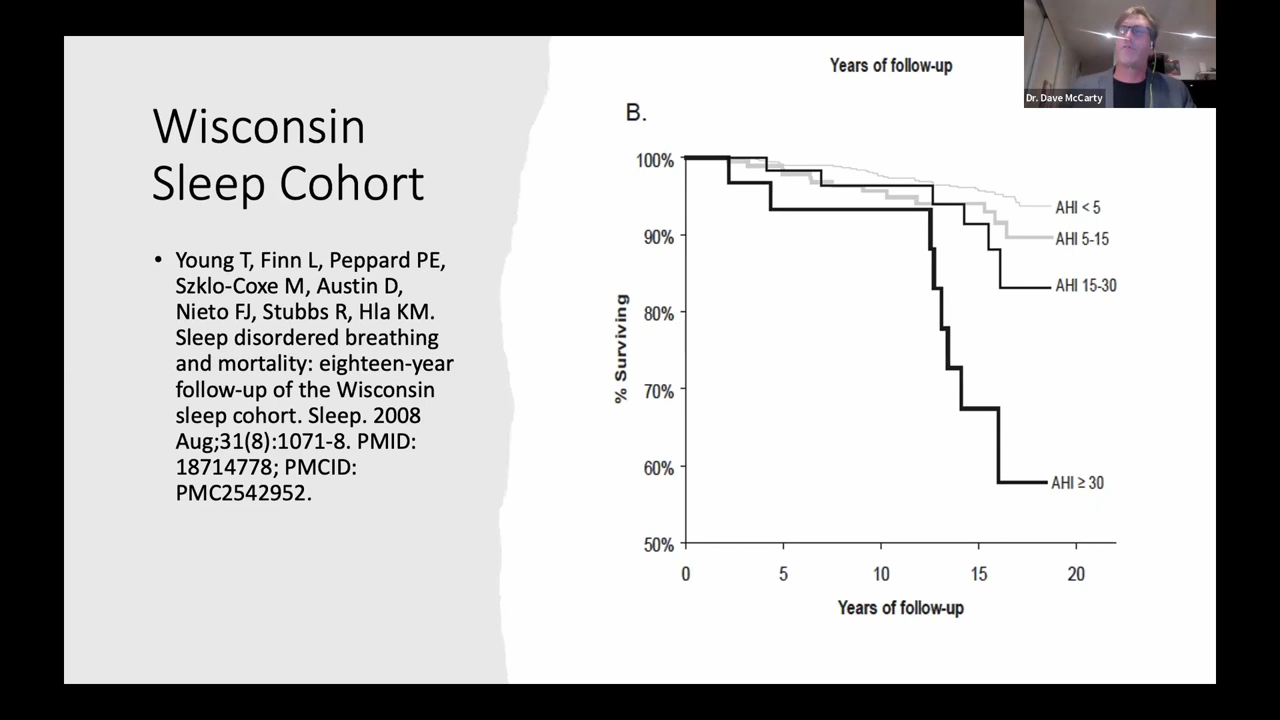 Wisconsin
Sleep Cohort
• Young T, Finn L, Peppard PE,
Szklo-Coxe M, Austin D,
Nieto FJ, Stubbs R, Hla KM.
Sleep disordered breathing
and mortality: eighteen-year
follow-up of the Wisconsin
sleep cohort. Sleep. 2008
Aug;31(8):1071-8. PMID:
18714778; PMCID:
PMC2542952.
Years of follow-up
B.
% Surviving
100%
90%
80%
70%
60%
50%
AHI < 5
AHI 5-15
AHI 15-30
AHI ≥ 30
0 5 10 15 20
Years of follow-up
Dr. Dave McCarty